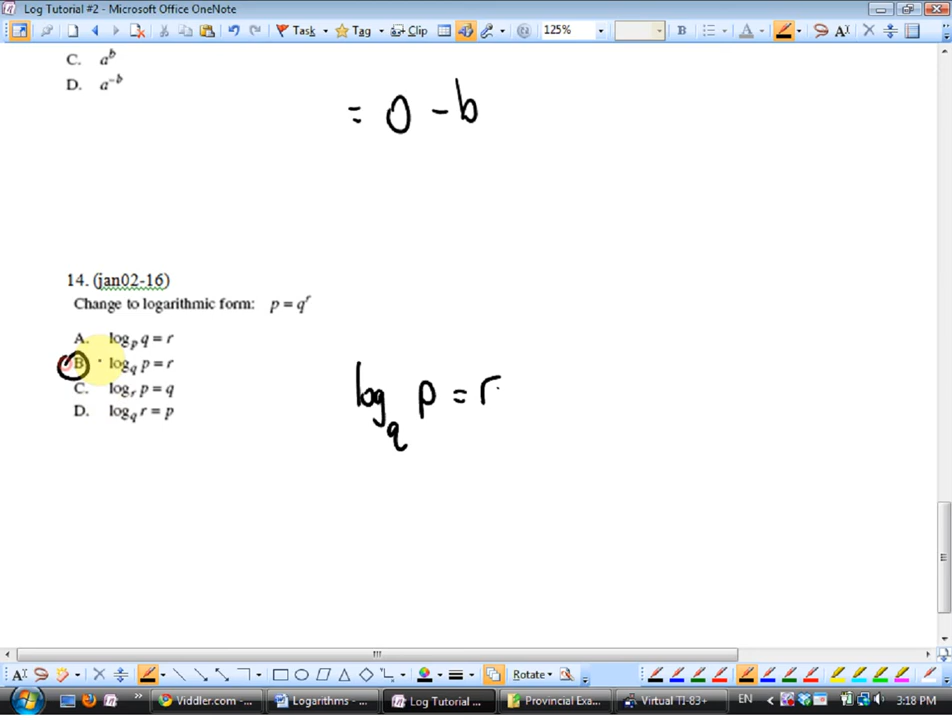 Log Tutorial #2 - Microsoft Office OneNote
Task Tag Clip 125% B A
C. a^b
D. a^-b
= 0 - b
14. (jan02-16)
Change to logarithmic form: p = q^r
A. log_p q = r
B. log_q p = r
C. log_r p = q
D. log_q r = p
log_q p = r
Rotate
Viddler.com -... Logarithms - ... Log Tutorial ... Provincial Exa... Virtual TI-83+ EN 3:18 PM